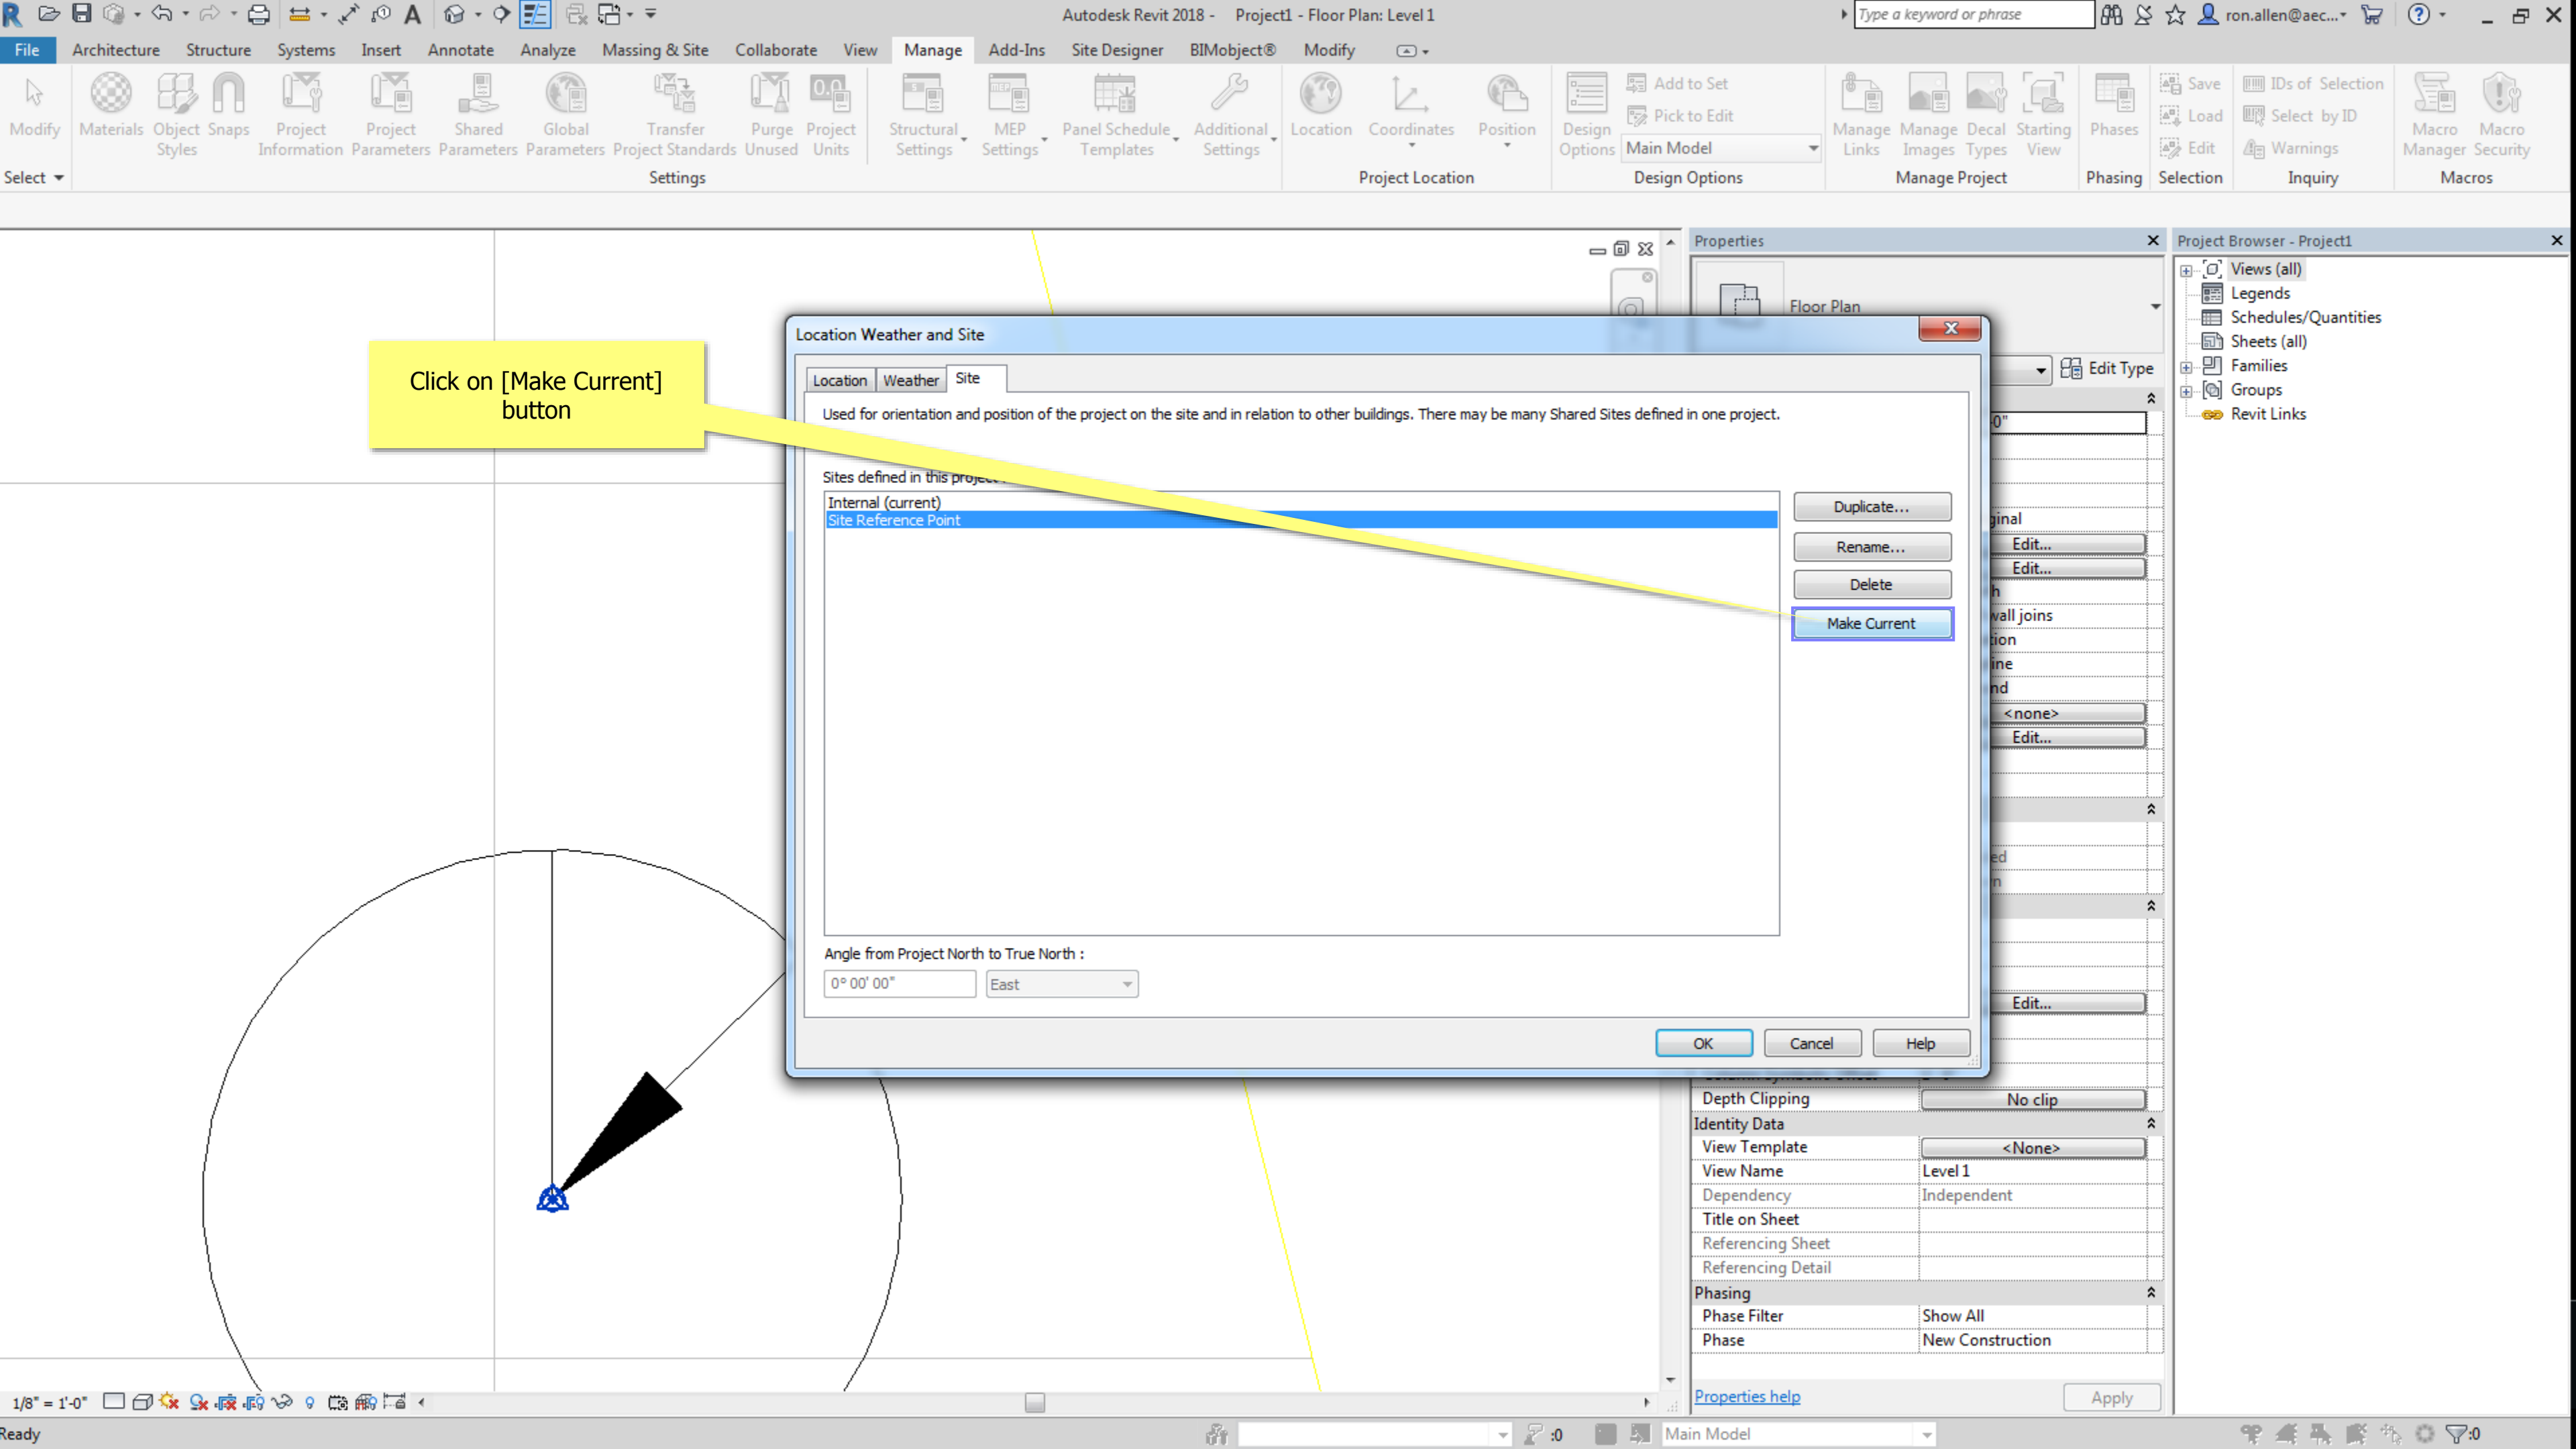 Autodesk Revit 2018 - Project1 - Floor Plan: Level 1
Type a keyword or phrase
ron.allen@aec...
File Architecture Structure Systems Insert Annotate Analyze Massing & Site Collaborate View Manage Add-Ins Site Designer BIMobject® Modify
Modify
Materials
Object Styles
Snaps
Project Information
Project Parameters
Shared Parameters
Global Parameters
Transfer Project Standards
Purge Unused
Project Units
Structural Settings
MEP Settings
Panel Schedule Templates
Additional Settings
Location
Coordinates
Position
Design Options
Add to Set
Pick to Edit
Main Model
Manage Links
Manage Images
Decal Types
Starting View
Phases
Save
Load
Edit
IDs of Selection
Select by ID
Warnings
Macro Manager
Macro Security
Select
Settings
Project Location
Design Options
Manage Project
Phasing
Selection
Inquiry
Macros
Click on [Make Current]
button
Location Weather and Site
Location Weather Site
Used for orientation and position of the project on the site and in relation to other buildings. There may be many Shared Sites defined in one project.
Sites defined in this
Internal (current)
Site Reference Point
Duplicate...
Rename...
Delete
Make Current
Angle from Project North to True North :
0° 00' 00"
East
OK
Cancel
Help
Properties
Floor Plan
Edit Type
Edit...
Edit...
wall joins
<none>
Edit...
Edit...
Depth Clipping No clip
Identity Data
View Template <None>
View Name Level 1
Dependency Independent
Title on Sheet
Referencing Sheet
Referencing Detail
Phasing
Phase Filter Show All
Phase New Construction
Properties help
Apply
Project Browser - Project1
Views (all)
Legends
Schedules/Quantities
Sheets (all)
Families
Groups
Revit Links
1/8" = 1'-0"
Ready
:0
Main Model
:0